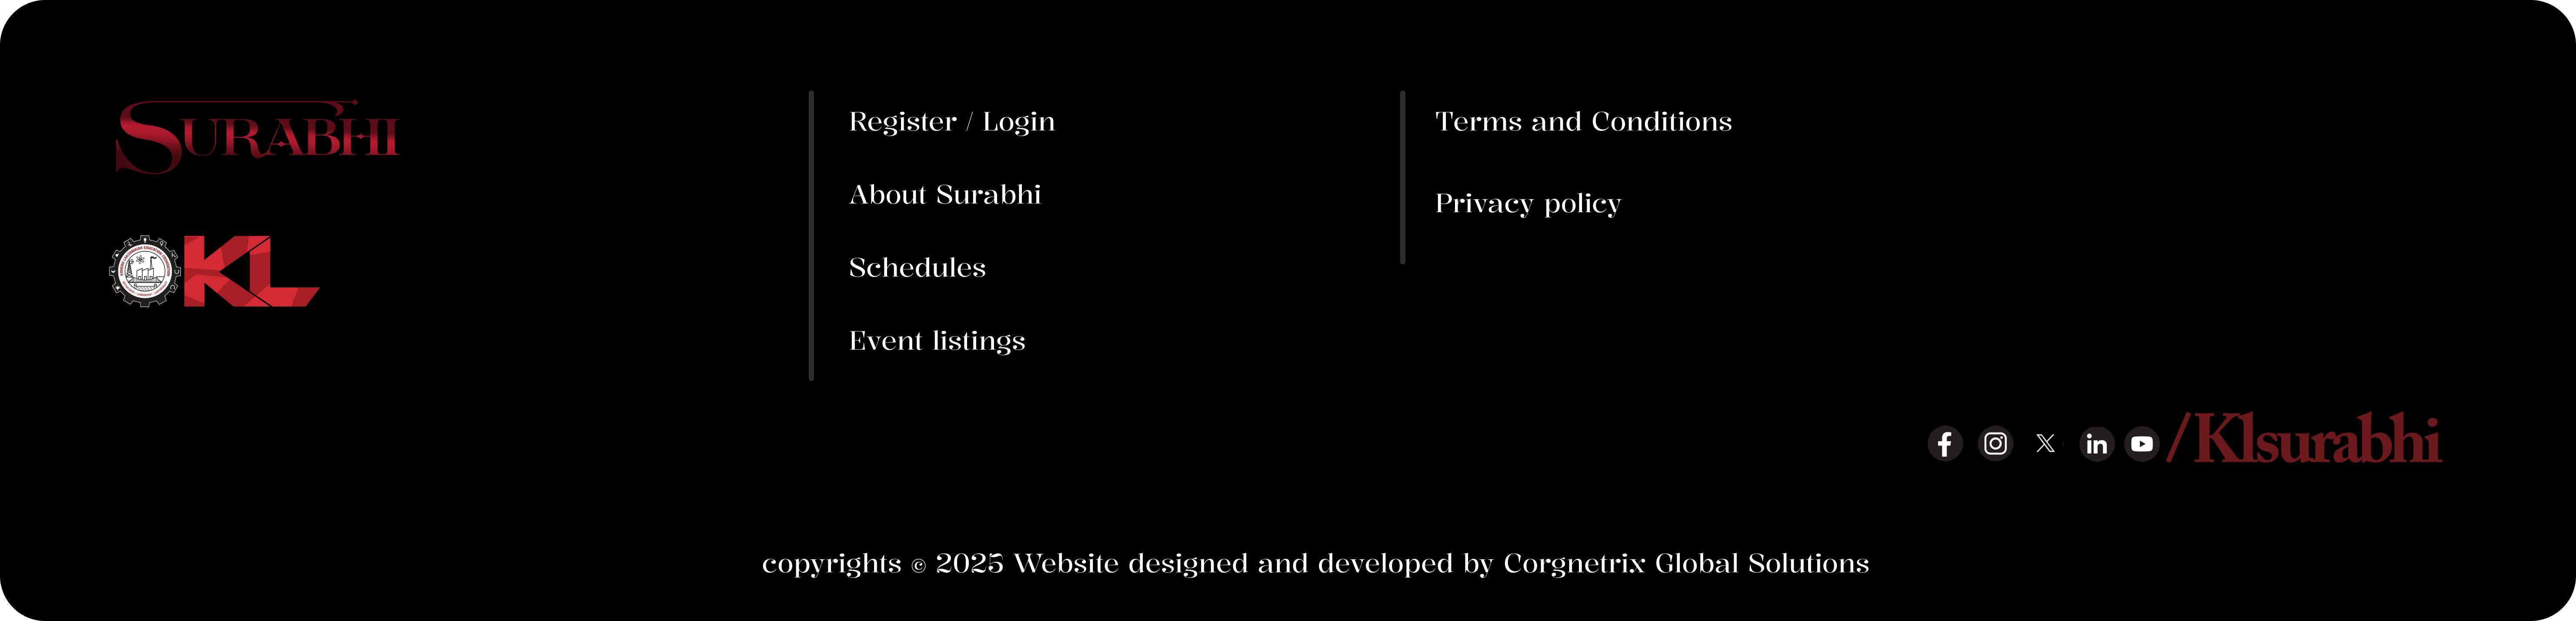 SURABHI
KL
Register / Login
About Surabhi
Schedules
Event listings
Terms and Conditions
Privacy policy
/Klsurabhi
copyrights © 2025 Website designed and developed by Corgnetrix Global Solutions